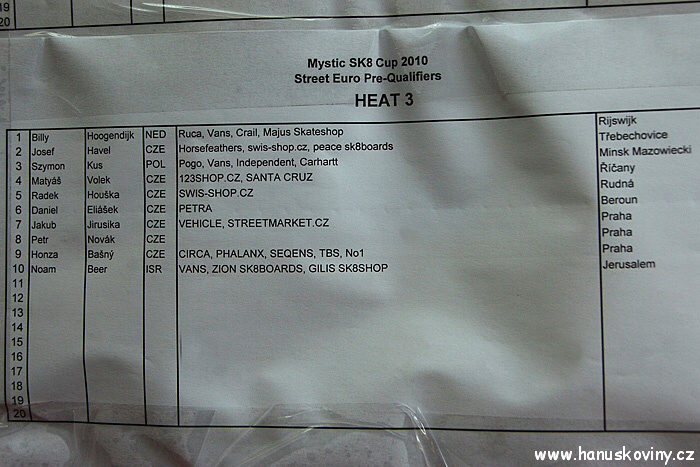 19
20
Mystic SK8 Cup 2010
Street Euro Pre-Qualifiers
HEAT 3
1 Billy Hoogendijk NED Ruca, Vans, Crail, Majus Skateshop Rijswijk
2 Josef Havel CZE Horsefeathers, swis-shop.cz, peace sk8boards Třebechovice
3 Szymon Kus POL Pogo, Vans, Independent, Carhartt Minsk Mazowiecki
4 Matyáš Volek CZE 123SHOP.CZ, SANTA CRUZ Říčany
5 Radek Houška CZE SWIS-SHOP.CZ Rudná
6 Daniel Eliášek CZE PETRA Beroun
7 Jakub Jirusika CZE VEHICLE, STREETMARKET.CZ Praha
8 Petr Novák CZE Praha
9 Honza Bašný CZE CIRCA, PHALANX, SEQENS, TBS, No1 Praha
10 Noam Beer ISR VANS, ZION SK8BOARDS, GILIS SK8SHOP Jerusalem
11
12
13
14
15
16
17
18
19
20
www.hanuskoviny.cz